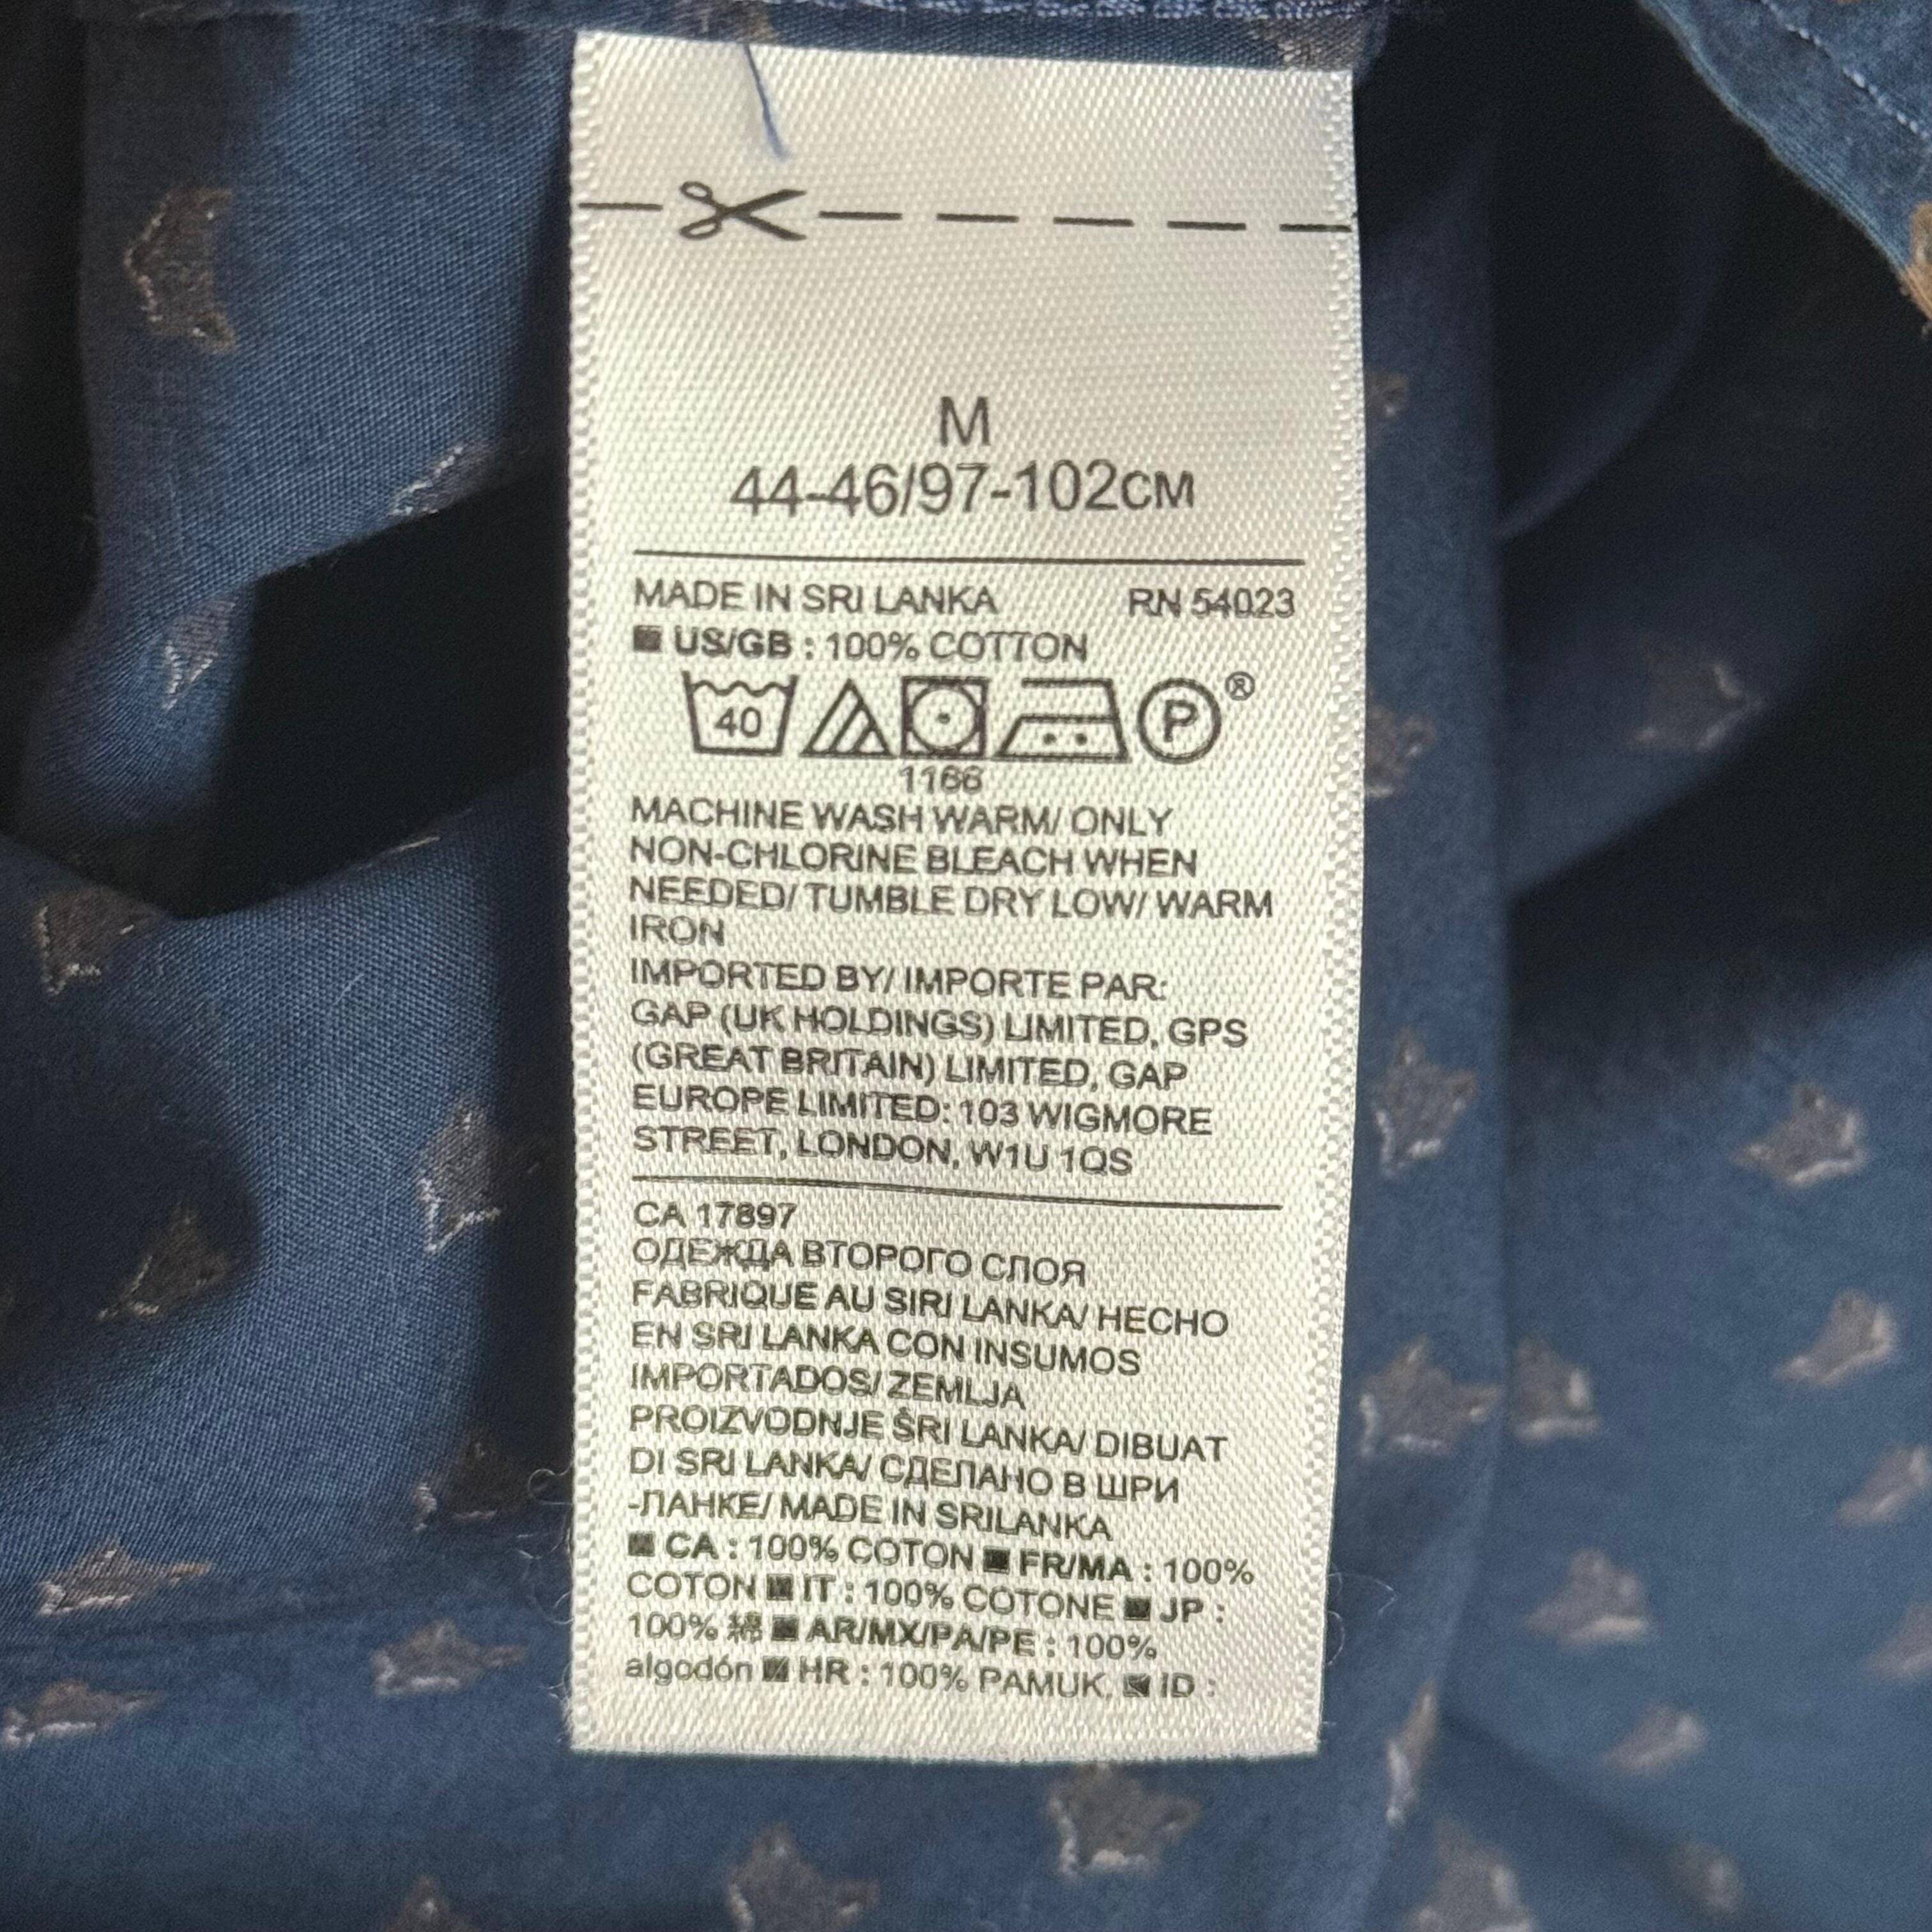 M
44-46/97-102CM
MADE IN SRI LANKA RN 54023
US/GB : 100% COTTON
40 P ®
1166
MACHINE WASH WARM/ ONLY
NON-CHLORINE BLEACH WHEN
NEEDED/ TUMBLE DRY LOW/ WARM
IRON
IMPORTED BY/ IMPORTE PAR:
GAP (UK HOLDINGS) LIMITED, GPS
(GREAT BRITAIN) LIMITED, GAP
EUROPE LIMITED: 103 WIGMORE
STREET, LONDON, W1U 1QS
CA 17897
ОДЕЖДА ВТОРОГО СЛОЯ
FABRIQUE AU SIRI LANKA/ HECHO
EN SRI LANKA CON INSUMOS
IMPORTADOS/ ZEMLJA
PROIZVODNJE ŠRI LANKA/ DIBUAT
DI SRI LANKA/ СДЕЛАНО В ШРИ
-ЛАНКЕ/ MADE IN SRILANKA
CA : 100% COTON FR/MA : 100%
COTON IT : 100% COTONE JP :
100% 綿 AR/MX/PA/PE : 100%
algodón HR : 100% PAMUK, ID :